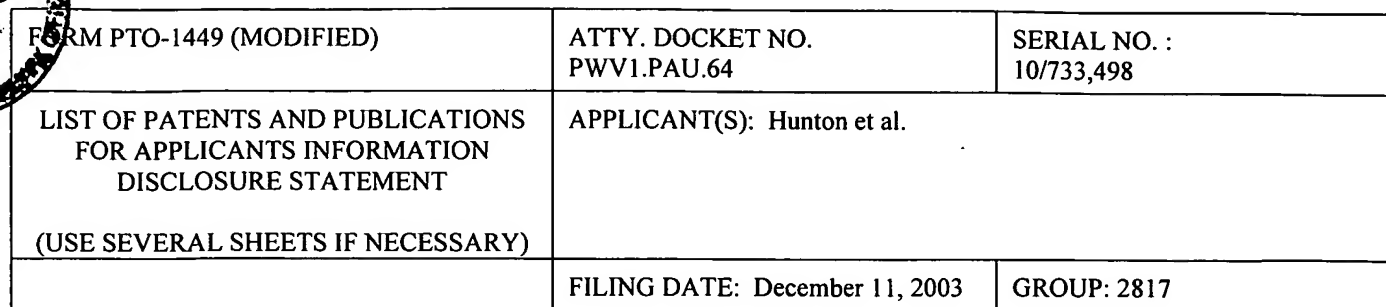 FORM PTO-1449 (MODIFIED)
ATTY. DOCKET NO.
PWV1.PAU.64
SERIAL NO. :
10/733,498
LIST OF PATENTS AND PUBLICATIONS
FOR APPLICANTS INFORMATION
DISCLOSURE STATEMENT
(USE SEVERAL SHEETS IF NECESSARY)
APPLICANT(S): Hunton et al.
FILING DATE: December 11, 2003
GROUP: 2817